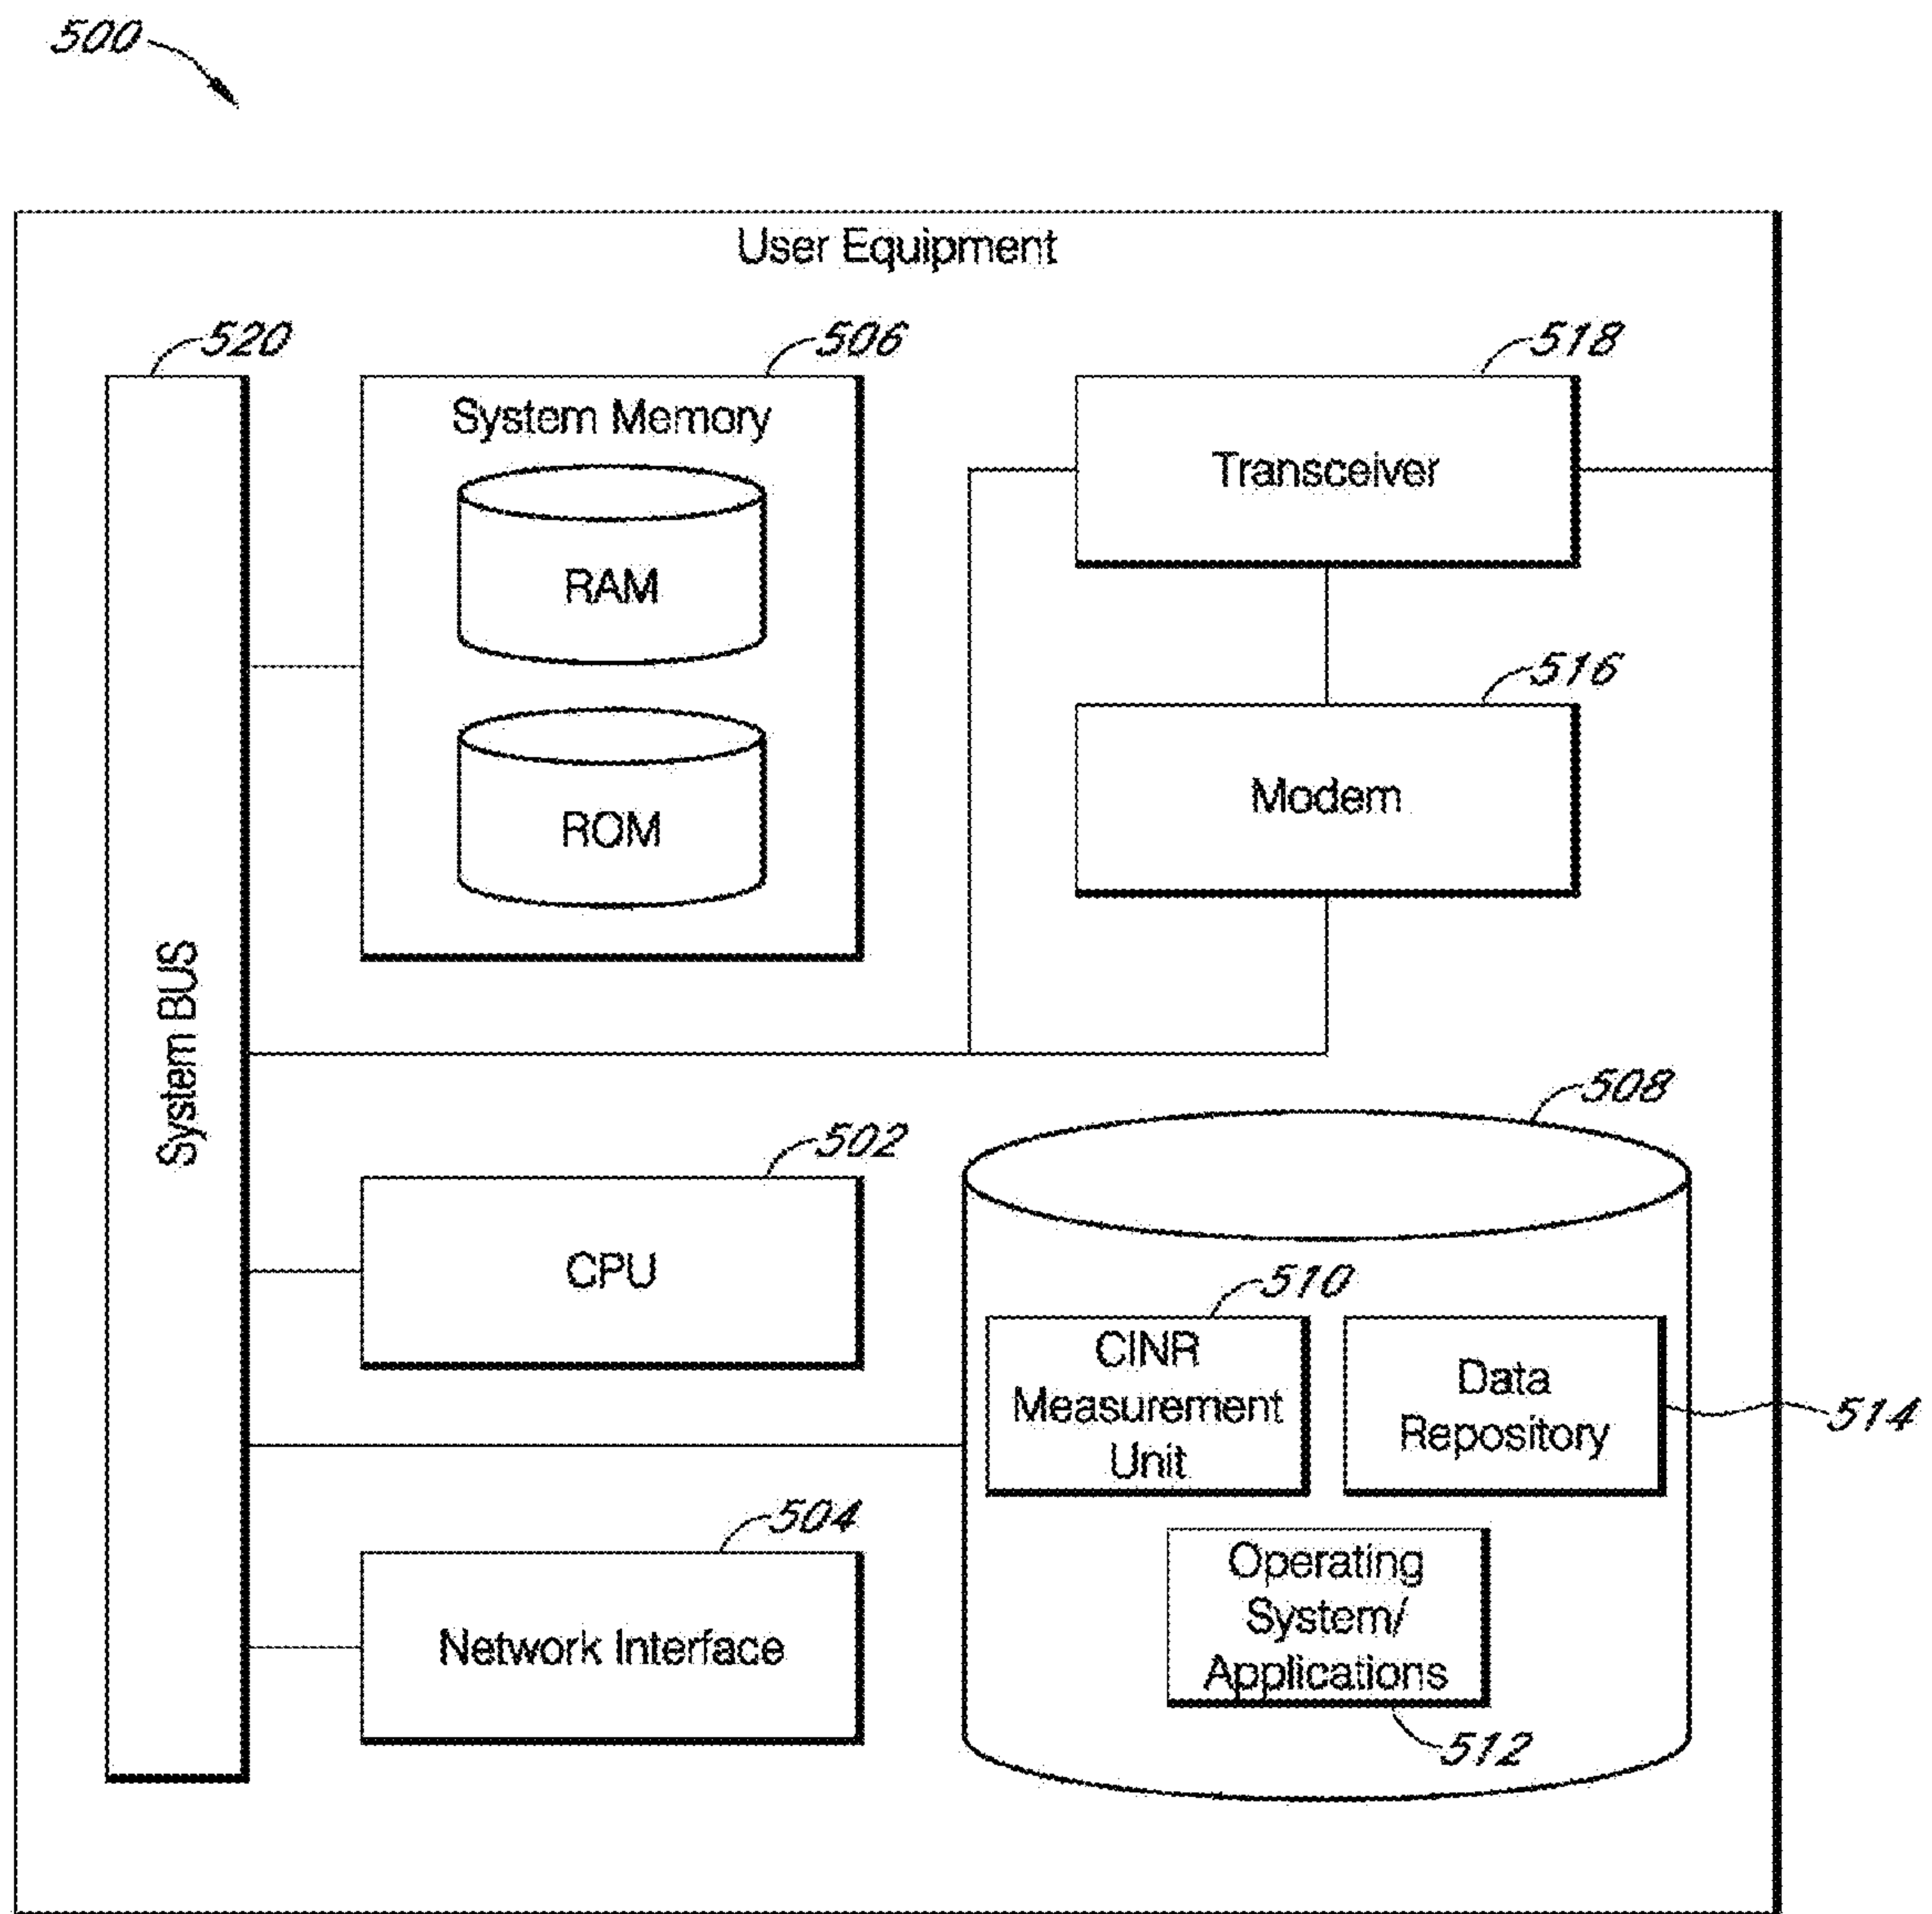 500
User Equipment
520
506
518
System Memory
Transceiver
RAM
516
Modem
ROM
System BUS
508
502
CPU
510
CINR
Measurement
Unit
Data
Repository
514
504
Network Interface
Operating
System/
Applications
512